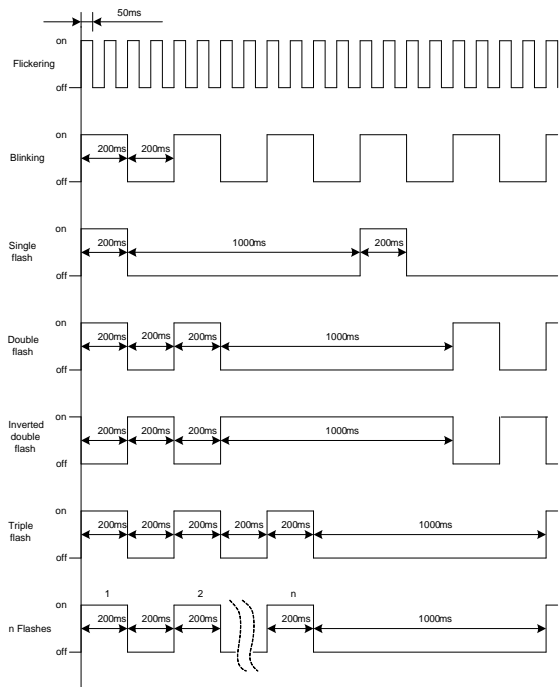 50ms
on
Flickering
off
on
Blinking
200ms 200ms
off
on
Single
flash
200ms 1000ms 200ms
off
on
Double
flash
200ms 200ms 200ms 1000ms
off
on
Inverted
double
flash
200ms 200ms 200ms 1000ms
off
on
Triple
flash
200ms 200ms 200ms 200ms 200ms 1000ms
off
1 2 n
on
n Flashes
200ms 200ms 200ms 200ms 1000ms
off